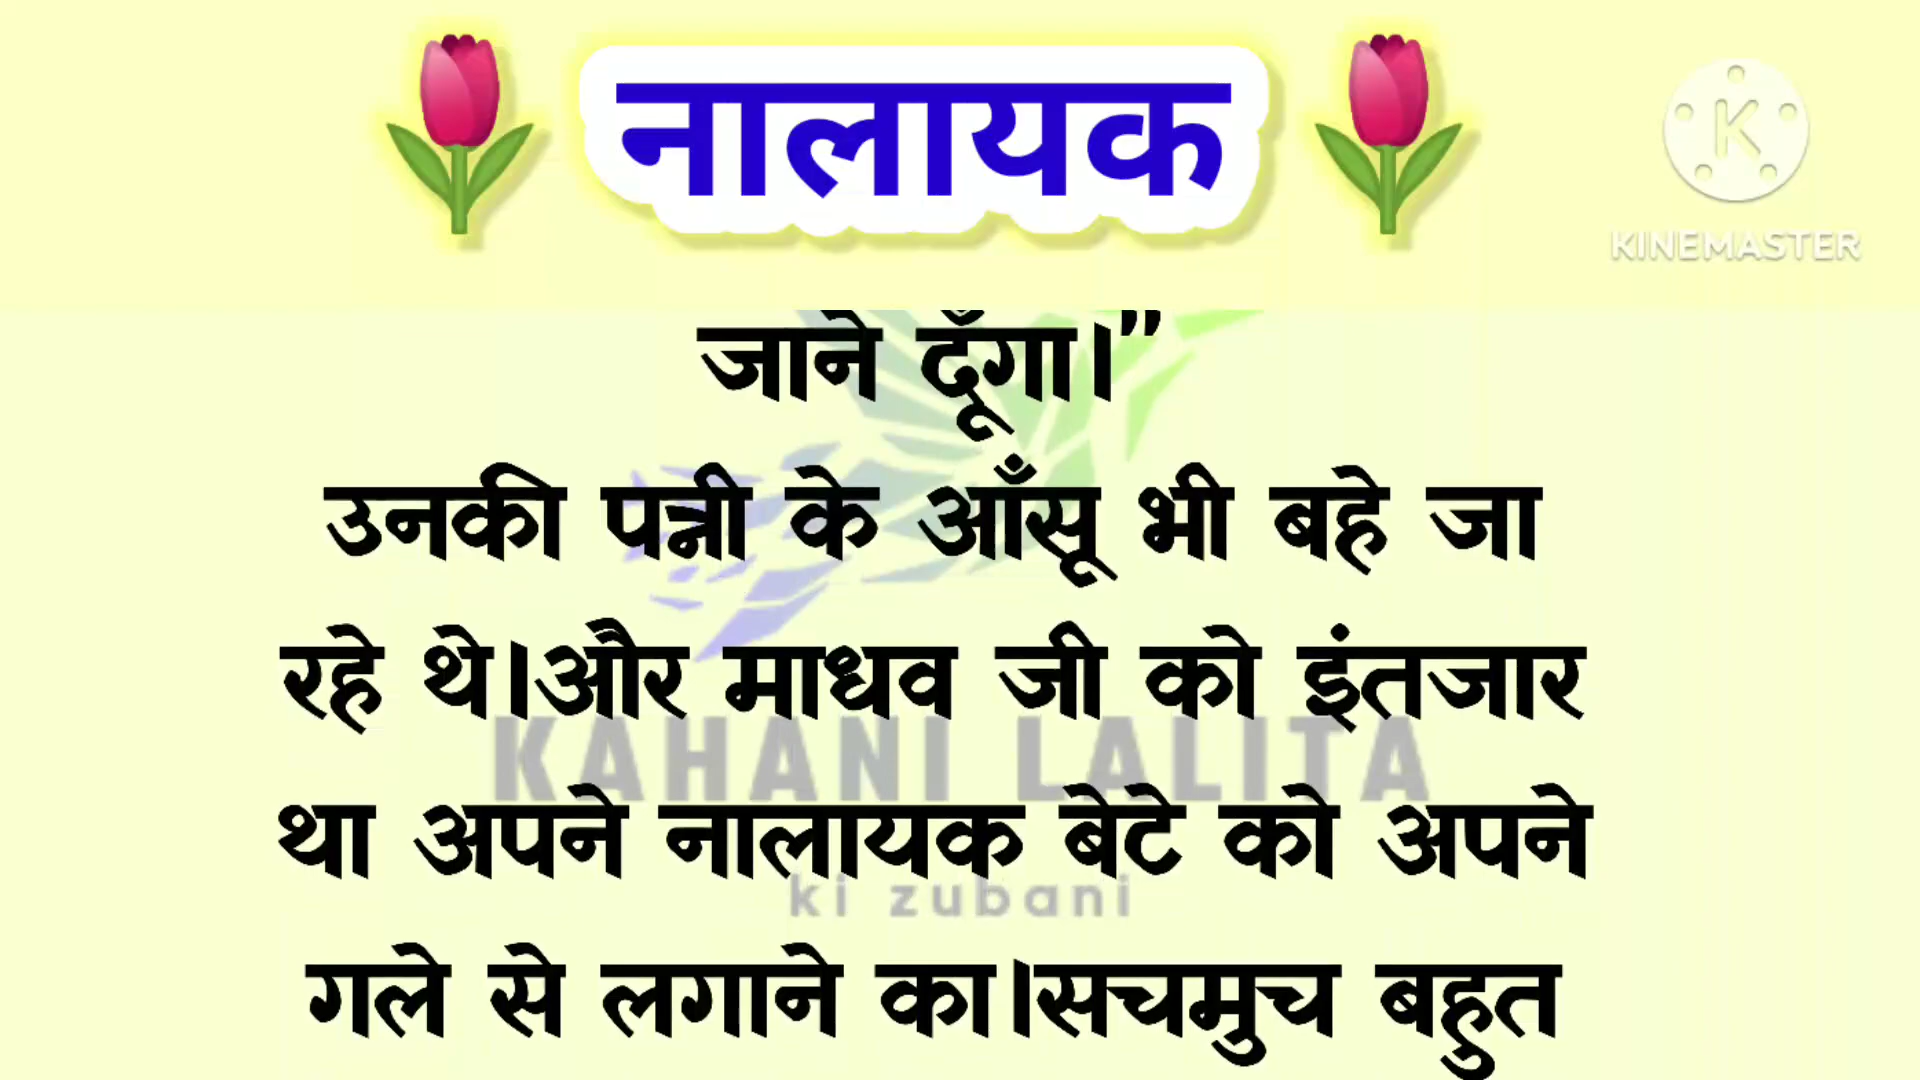 नालायक
KINEMASTER
जाने दूँगा।”
उनकी पत्नी के आँसू भी बहे जा
रहे थे।और माधव जी को इंतजार
KAHANI LALITA
था अपने नालायक बेटे को अपने
ki zubani
गले से लगाने का।सचमुच बहुत